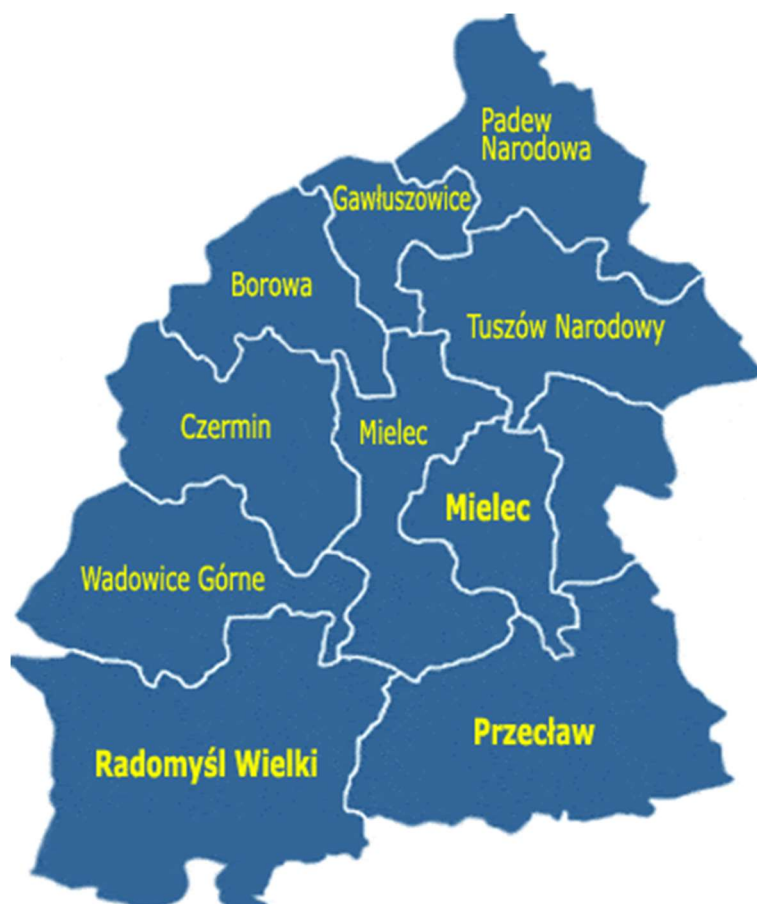 Padew
Narodowa
Gawłuszowice
Borowa
Tuszów Narodowy
Czermin
Mielec
Mielec
Wadowice Górne
Przecław
Radomyśl Wielki